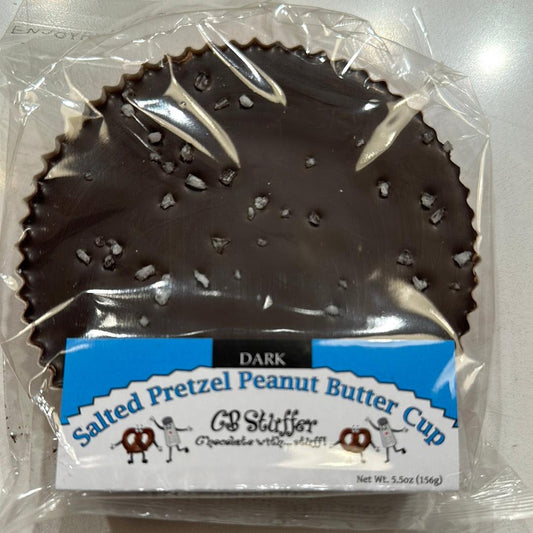 DARK
Salted Pretzel Peanut Butter Cup
CB Stuffer
Chocolate with... stuff!
Net Wt. 5.5oz (156g)